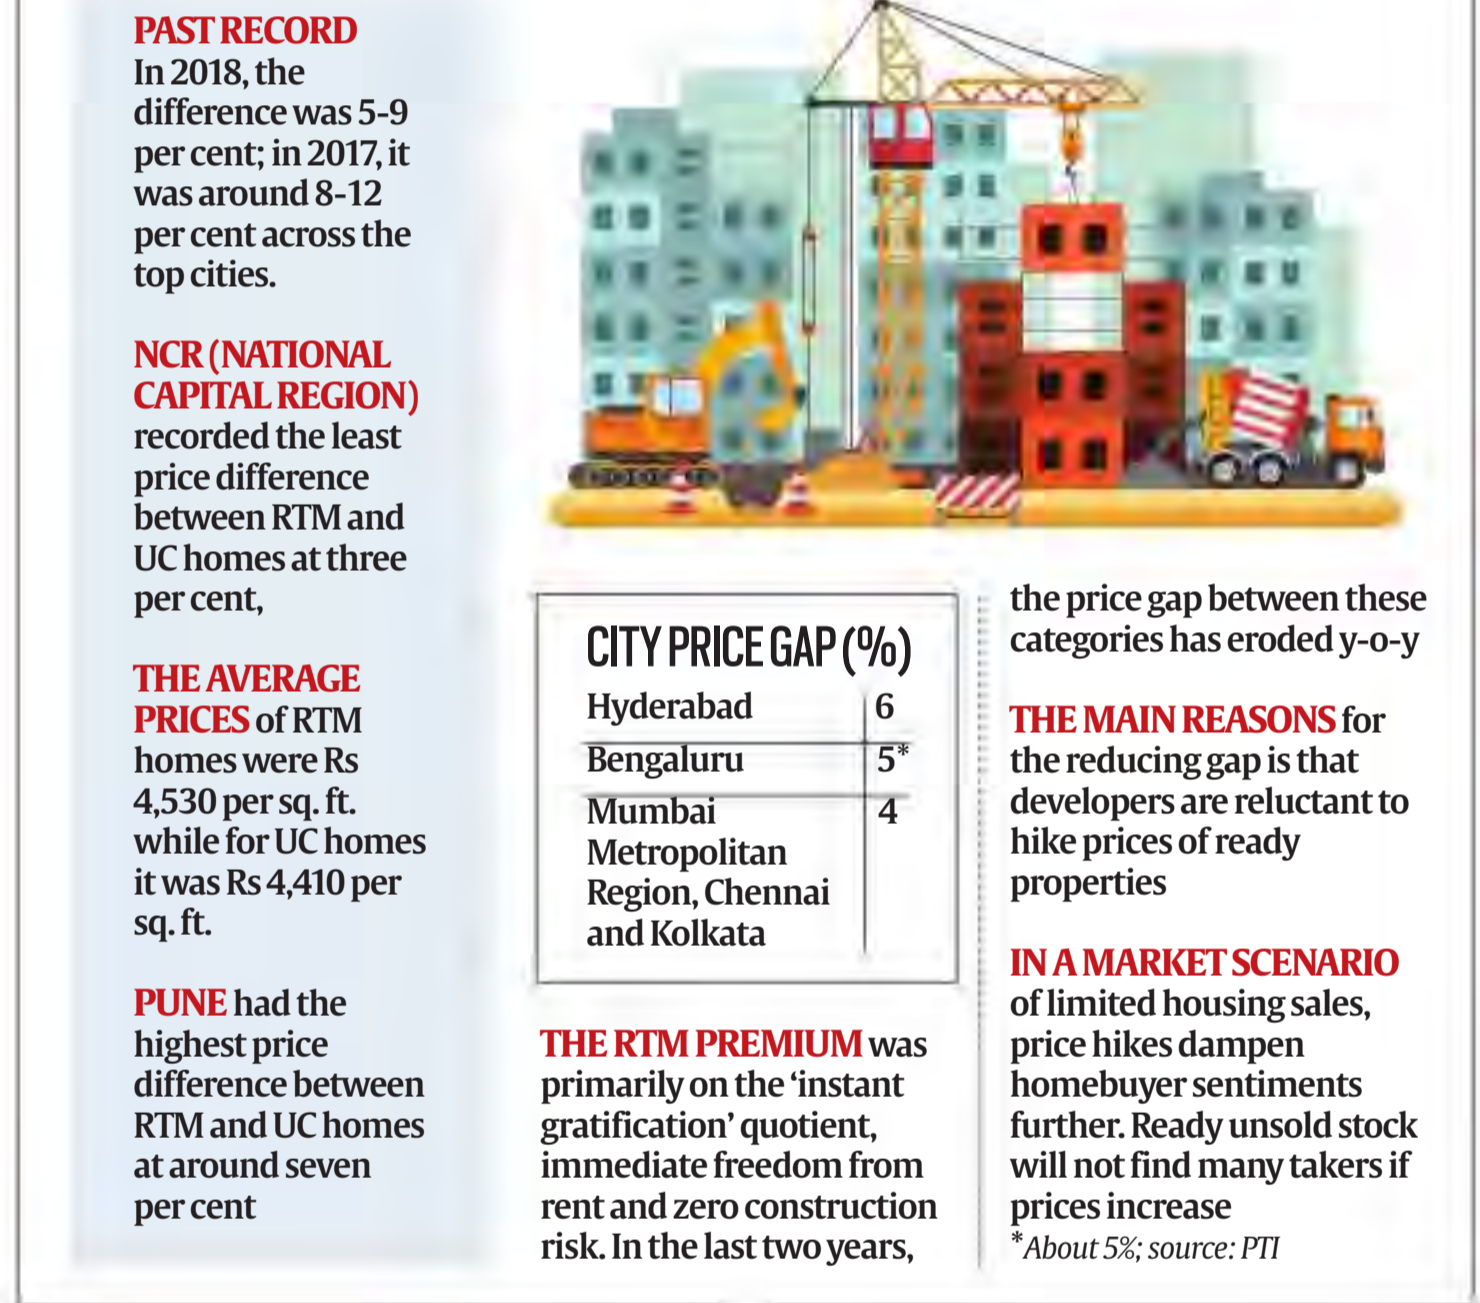 PAST RECORD
In 2018, the
difference was 5-9
per cent; in 2017, it
was around 8-12
per cent across the
top cities.
NCR (NATIONAL
CAPITAL REGION)
recorded the least
price difference
between RTM and
UC homes at three
per cent,
THE AVERAGE
PRICES of RTM
homes were Rs
4,530 per sq. ft.
while for UC homes
it was Rs 4,410 per
sq. ft.
PUNE had the
highest price
difference between
RTM and UC homes
at around seven
per cent
CITY PRICE GAP (%)
Hyderabad 6
Bengaluru 5*
Mumbai 4
Metropolitan
Region, Chennai
and Kolkata
THE RTM PREMIUM was
primarily on the ‘instant
gratification’ quotient,
immediate freedom from
rent and zero construction
risk. In the last two years,
the price gap between these
categories has eroded y-o-y
THE MAIN REASONS for
the reducing gap is that
developers are reluctant to
hike prices of ready
properties
IN A MARKET SCENARIO
of limited housing sales,
price hikes dampen
homebuyer sentiments
further. Ready unsold stock
will not find many takers if
prices increase
*About 5%; source: PTI